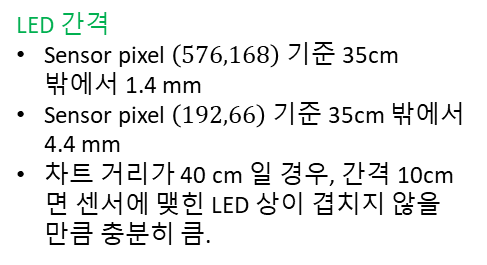 LED 간격
• Sensor pixel (576,168) 기준 35cm
밖에서 1.4 mm
• Sensor pixel (192,66) 기준 35cm 밖에서
4.4 mm
• 차트 거리가 40 cm 일 경우, 간격 10cm
면 센서에 맺힌 LED 상이 겹치지 않을
만큼 충분히 큼.